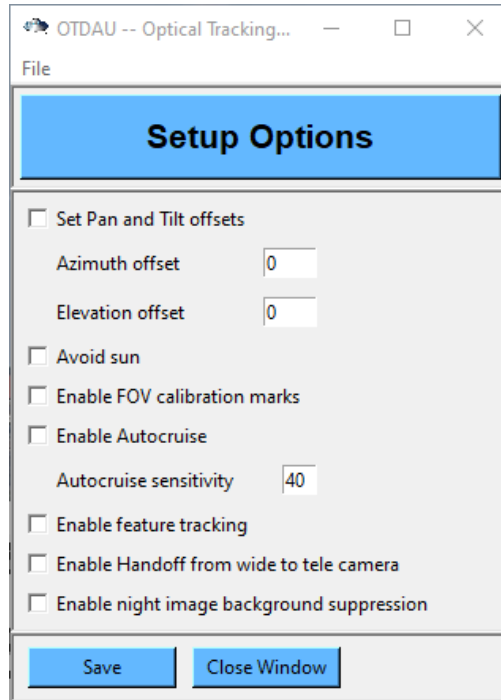 OTDAU -- Optical Tracking...
File
Setup Options
Set Pan and Tilt offsets
Azimuth offset 0
Elevation offset 0
Avoid sun
Enable FOV calibration marks
Enable Autocruise
Autocruise sensitivity 40
Enable feature tracking
Enable Handoff from wide to tele camera
Enable night image background suppression
Save Close Window